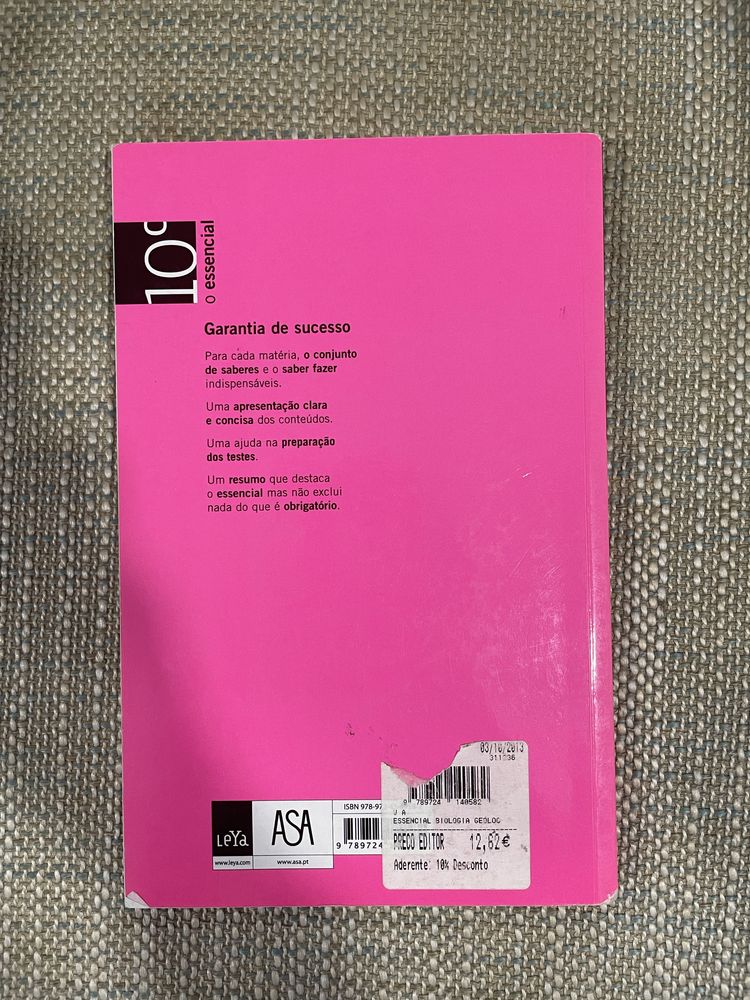 10º
o essencial
Garantia de sucesso
Para cada matéria, o conjunto
de saberes e o saber fazer
indispensáveis.
Uma apresentação clara
e concisa dos conteúdos.
Uma ajuda na preparação
dos testes.
Um resumo que destaca
o essencial mas não exclui
nada do que é obrigatório.
03/10/2013
9 789724 140582
ESSENCIAL BIOLOGIA GEOLOG
PRECO EDITOR 12,62€
Aderente: 10% Desconto
LeYa
www.leya.com
ASA
www.asa.pt
ISBN 978-97
9 789724